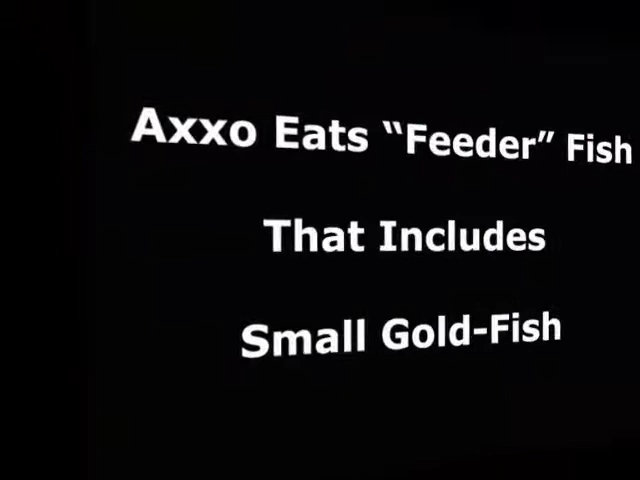 Axxo Eats “Feeder” Fish
That Includes
Small Gold-Fish